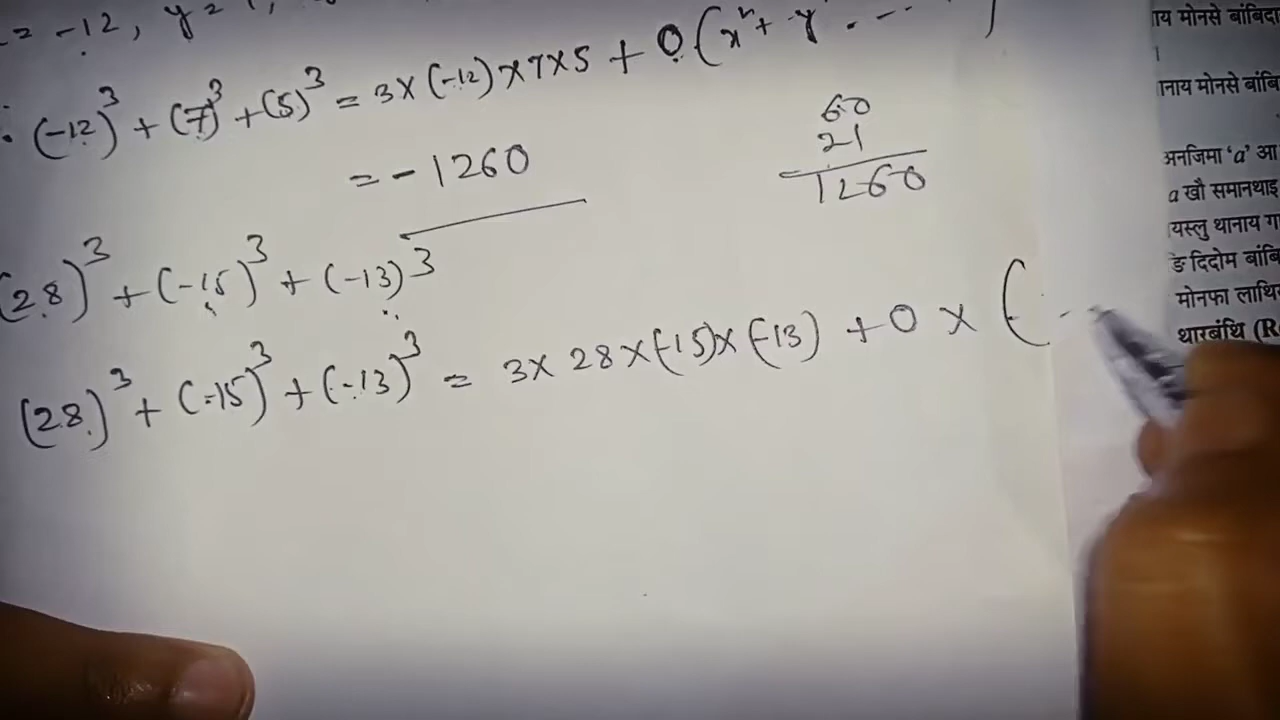 = -12, y =
(-12)³ + (7)³ + (5)³ = 3 × (-12) × 7 × 5 + 0 (xⁿ + y . - - - )
= - 1260
60
21
1260
(28)³ + (-15)³ + (-13)³
(28)³ + (-15)³ + (-13)³ = 3 × 28 × (-15) × (-13) + 0 × ( - -
ाय मोनसे बांबिदा
।
ानाय मोनसे बांबि
अनजिमा ‘a’ आ
a खौ समानथाइ
यस्लु थानाय ग
ङै दिदोम बांबि
मोनफा लाथि
थारबंथि (R